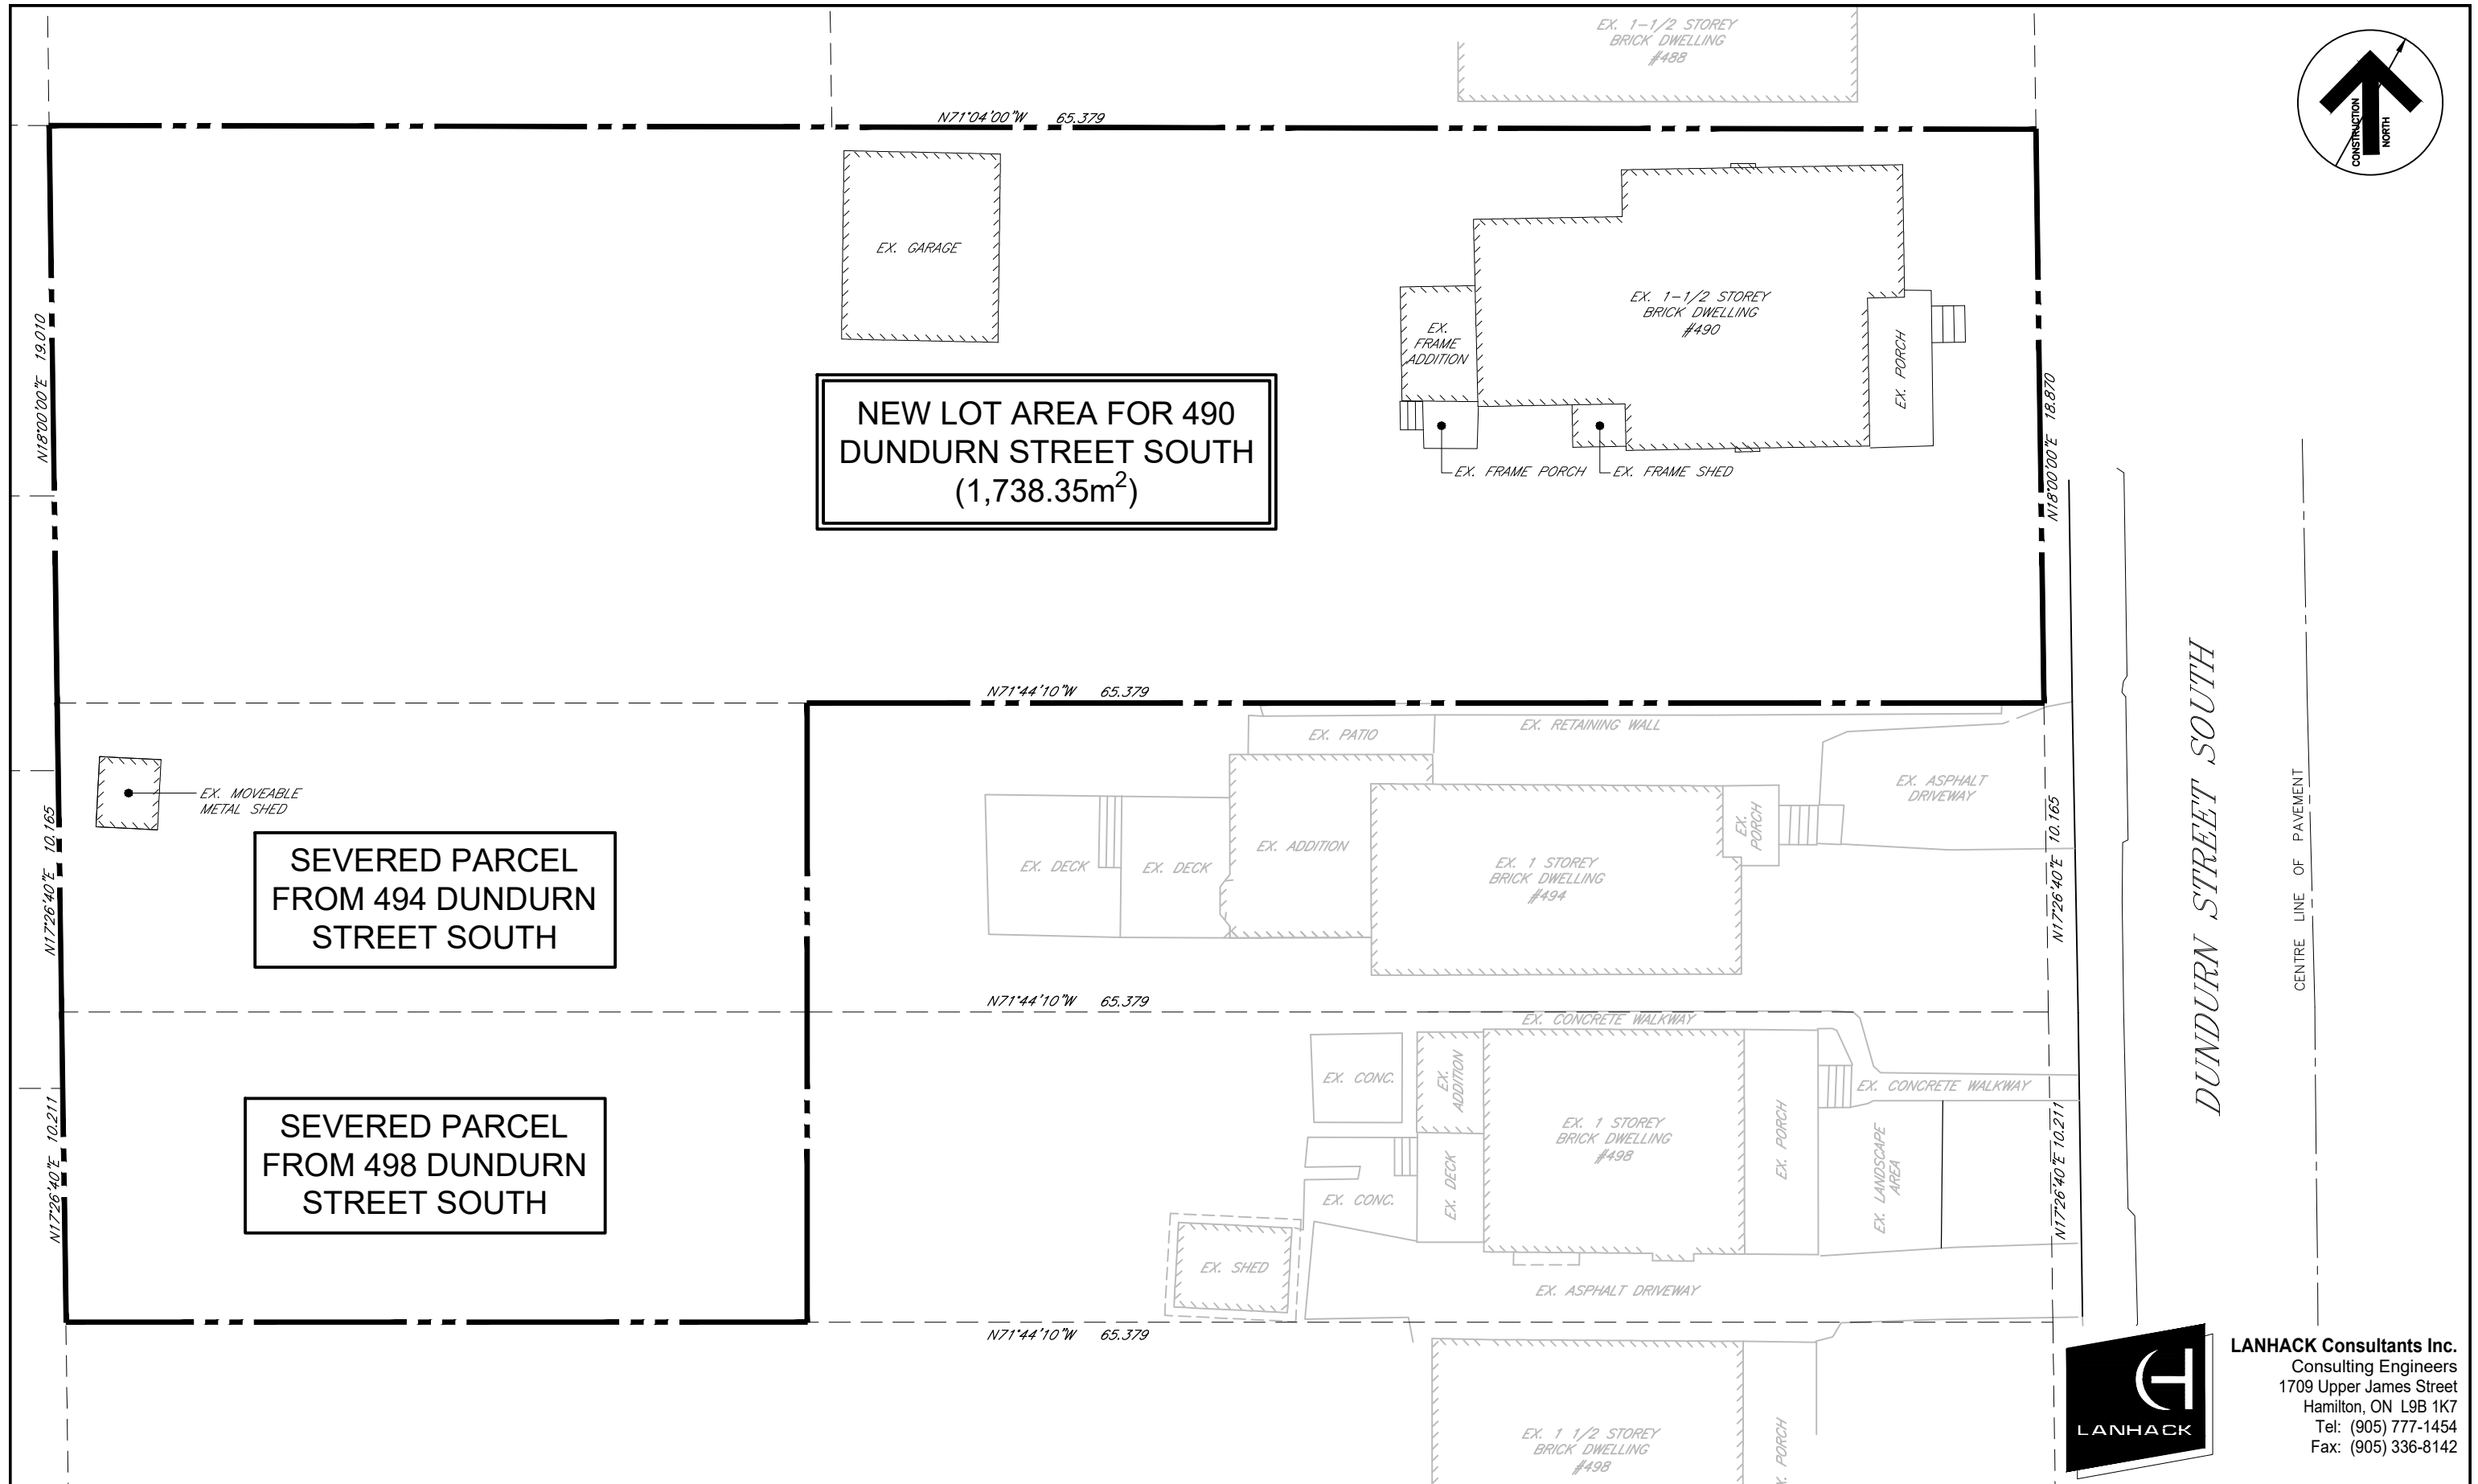 EX. 1-1/2 STOREY
BRICK DWELLING
#488
CONSTRUCTION
NORTH
N71°04'00"W 65.379
EX. GARAGE
EX. 1-1/2 STOREY
BRICK DWELLING
#490
EX.
FRAME
ADDITION
EX. PORCH
N18°00'00"E 19.010
N18°00'00"E 18.870
NEW LOT AREA FOR 490
DUNDURN STREET SOUTH
(1,738.35m²)
EX. FRAME PORCH
EX. FRAME SHED
N71°44'10"W 65.379
EX. PATIO
EX. RETAINING WALL
EX. ASPHALT
DRIVEWAY
EX. MOVEABLE
METAL SHED
N17°26'40"E 10.165
SEVERED PARCEL
FROM 494 DUNDURN
STREET SOUTH
EX. DECK
EX. DECK
EX. ADDITION
EX. 1 STOREY
BRICK DWELLING
#494
EX.
PORCH
N17°26'40"E 10.165
DUNDURN STREET SOUTH
CENTRE LINE OF PAVEMENT
N71°44'10"W 65.379
EX. CONCRETE WALKWAY
EX. CONC.
EX.
ADDITION
EX. CONCRETE WALKWAY
N17°26'40"E 10.211
SEVERED PARCEL
FROM 498 DUNDURN
STREET SOUTH
EX. 1 STOREY
BRICK DWELLING
#498
EX. PORCH
EX. LANDSCAPE
AREA
N17°26'40"E 10.211
EX. CONC.
EX. DECK
EX. SHED
EX. ASPHALT DRIVEWAY
N71°44'10"W 65.379
EX. 1 1/2 STOREY
BRICK DWELLING
#498
EX. PORCH
LANHACK
LANHACK Consultants Inc.
Consulting Engineers
1709 Upper James Street
Hamilton, ON L9B 1K7
Tel: (905) 777-1454
Fax: (905) 336-8142